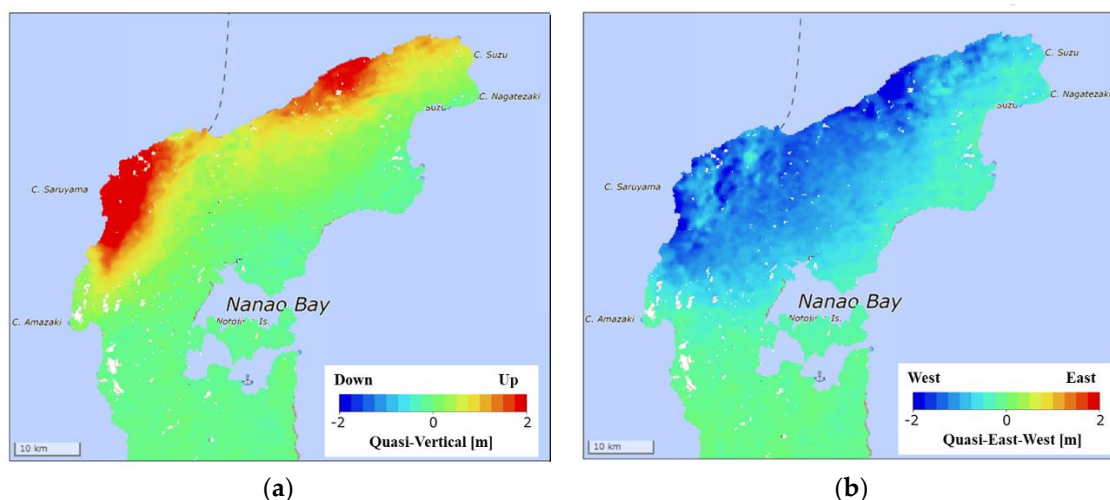 C. Suzu
C. Nagatezaki
Suzu
C. Saruyama
C. Amazaki
Nanao Bay
Is.
Down Up
-2 0 2
Quasi-Vertical [m]
10 km
(a)
C. Suzu
C. Nagatezaki
Suzu
C. Saruyama
C. Amazaki
Nanao Bay
Notojima Is.
West East
-2 0 2
Quasi-East-West [m]
10 km
(b)